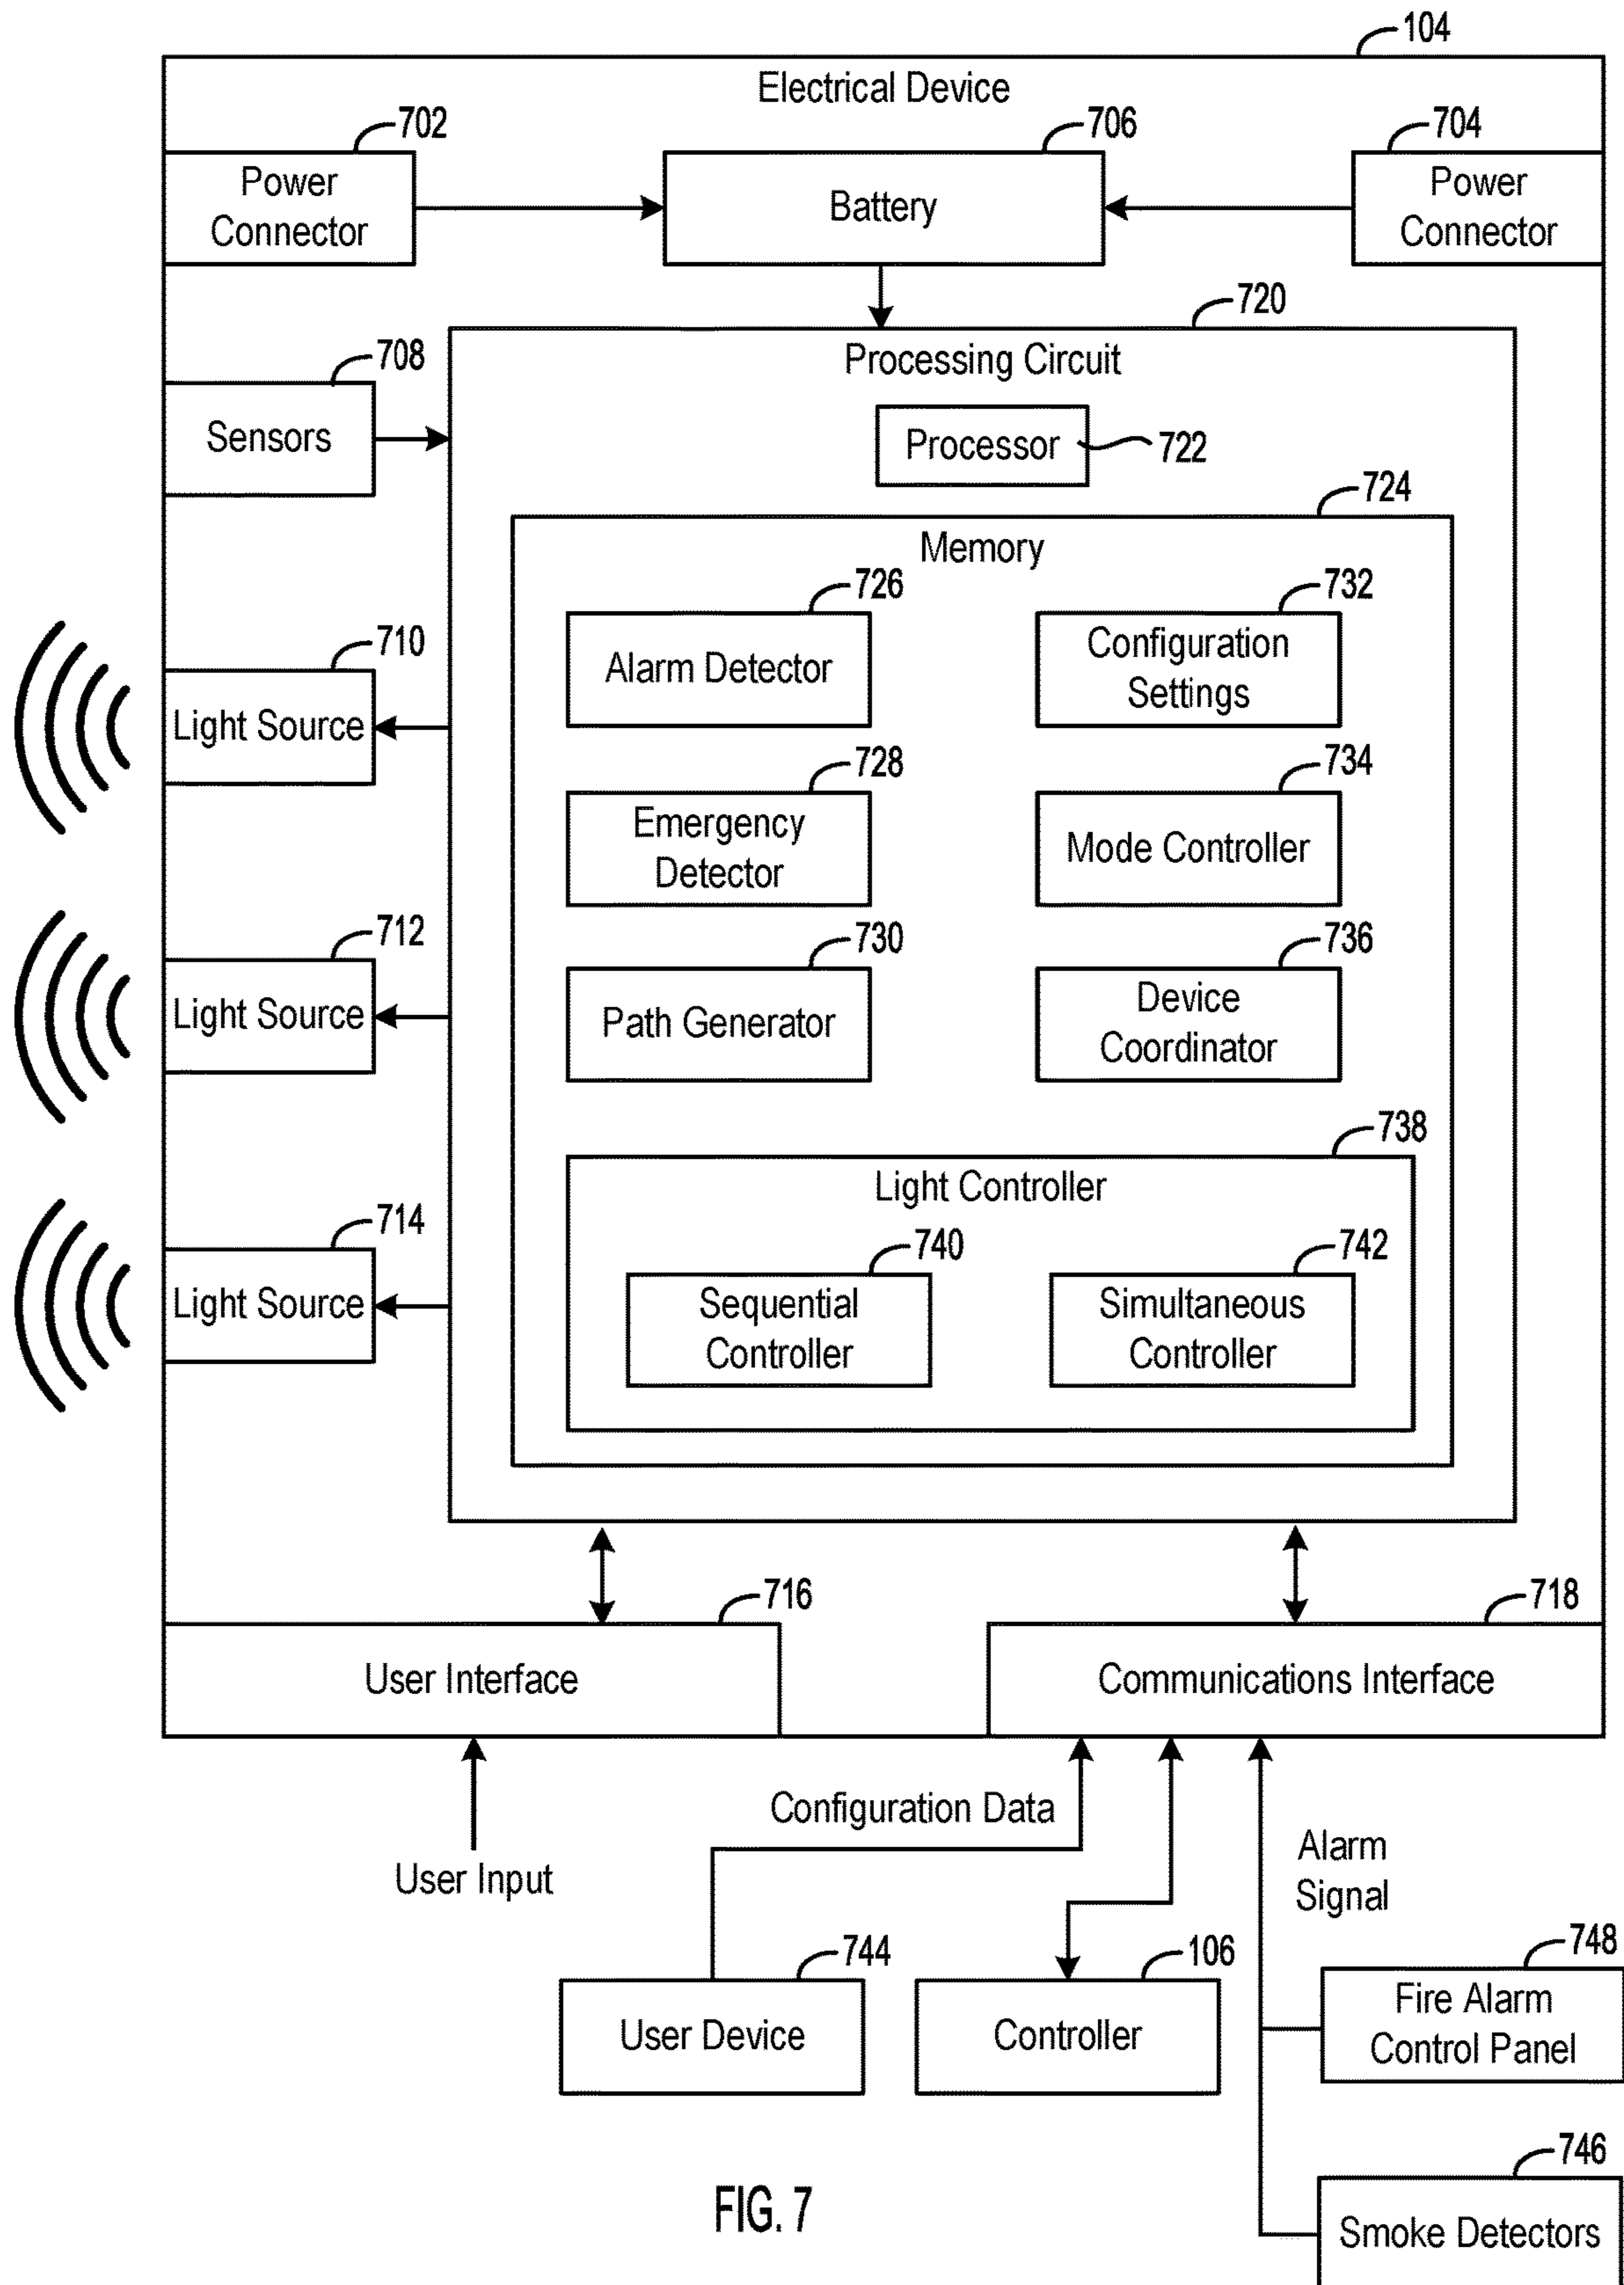 104
Electrical Device
702
706
704
Power
Connector
Battery
Power
Connector
720
Processing Circuit
708
Sensors
Processor
722
724
Memory
726
732
Alarm Detector
Configuration
Settings
710
Light Source
728
734
Emergency
Detector
Mode Controller
712
Light Source
730
736
Path Generator
Device
Coordinator
738
Light Controller
714
Light Source
740
742
Sequential
Controller
Simultaneous
Controller
716
718
User Interface
Communications Interface
Configuration Data
User Input
Alarm
Signal
744
106
748
User Device
Controller
Fire Alarm
Control Panel
746
Smoke Detectors
FIG. 7